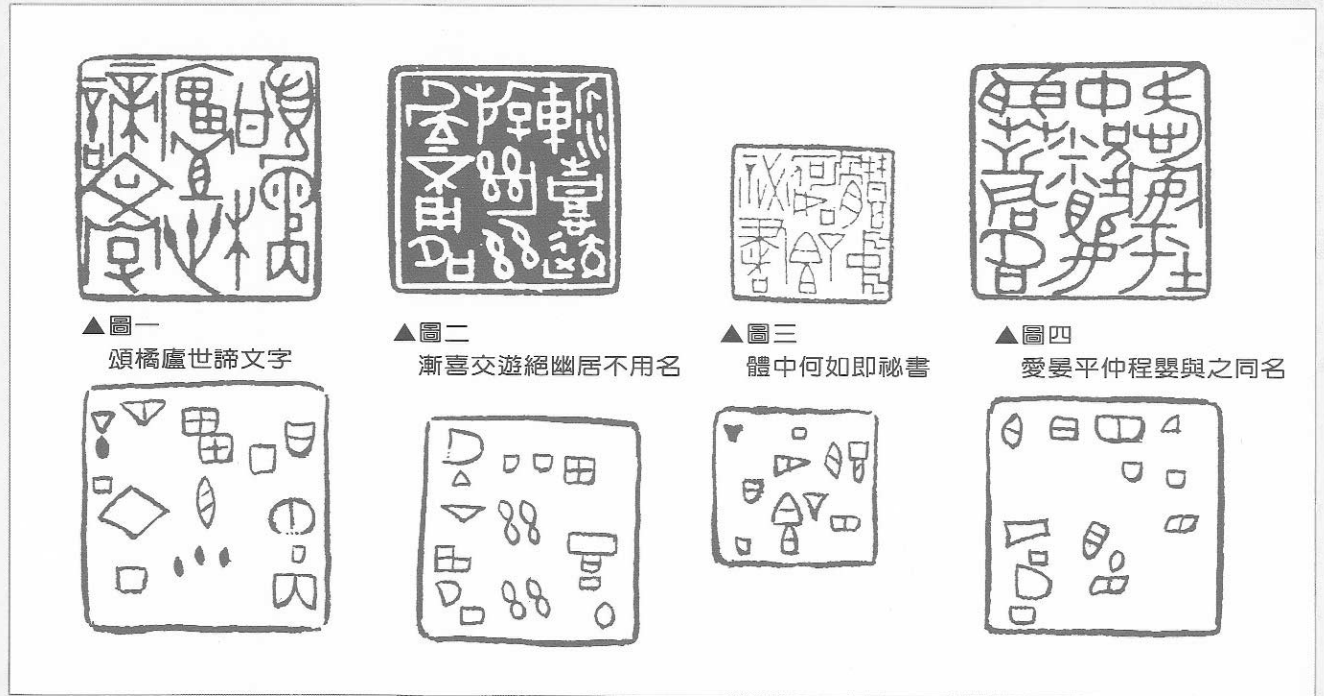 ▲圖一
頌橘廬世諦文字
▲圖二
漸喜交遊絕幽居不用名
▲圖三
體中何如即祕書
▲圖四
愛晏平仲程嬰與之同名